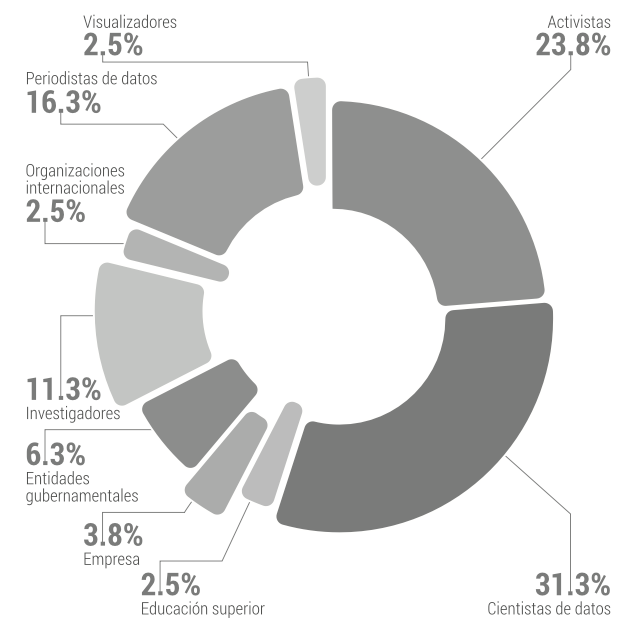 Visualizadores
2.5%
Activistas
23.8%
Periodistas de datos
16.3%
Organizaciones
internacionales
2.5%
11.3%
Investigadores
6.3%
Entidades
gubernamentales
3.8%
Empresa
2.5%
Educación superior
31.3%
Cientistas de datos